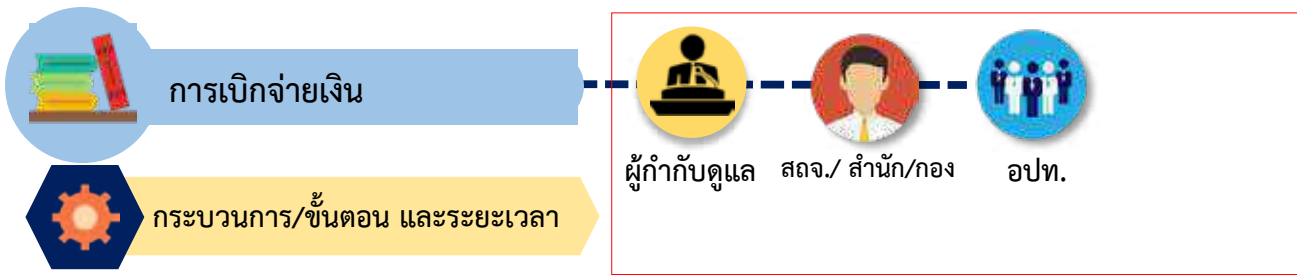 การเบิกจ่ายเงิน
ผู้กำกับดูแล
สถจ./ สำนัก/กอง
อปท.
กระบวนการ/ขั้นตอน และระยะเวลา